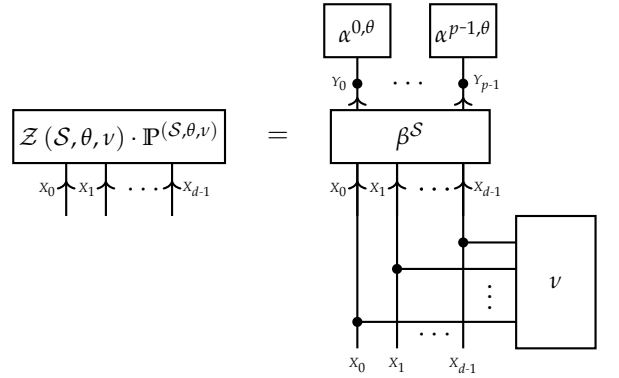 α^{0,θ} α^{p-1,θ}
Y_0 · · · Y_{p-1}
𝒵 (𝒮, θ, ν) · ℙ^{(𝒮,θ,ν)} = β^𝒮
X_0 X_1 · · · X_{d-1} X_0 X_1 · · · X_{d-1}
ν
· · ·
· · ·
X_0 X_1 X_{d-1}